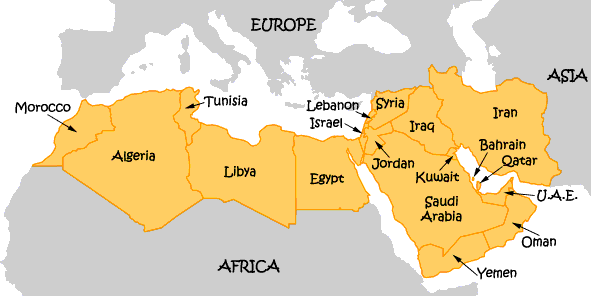 EUROPE
ASIA
Morocco
Tunisia
Lebanon
Syria
Israel
Iraq
Iran
Algeria
Libya
Egypt
Jordan
Kuwait
Bahrain
Qatar
Saudi
Arabia
U.A.E.
Oman
AFRICA
Yemen